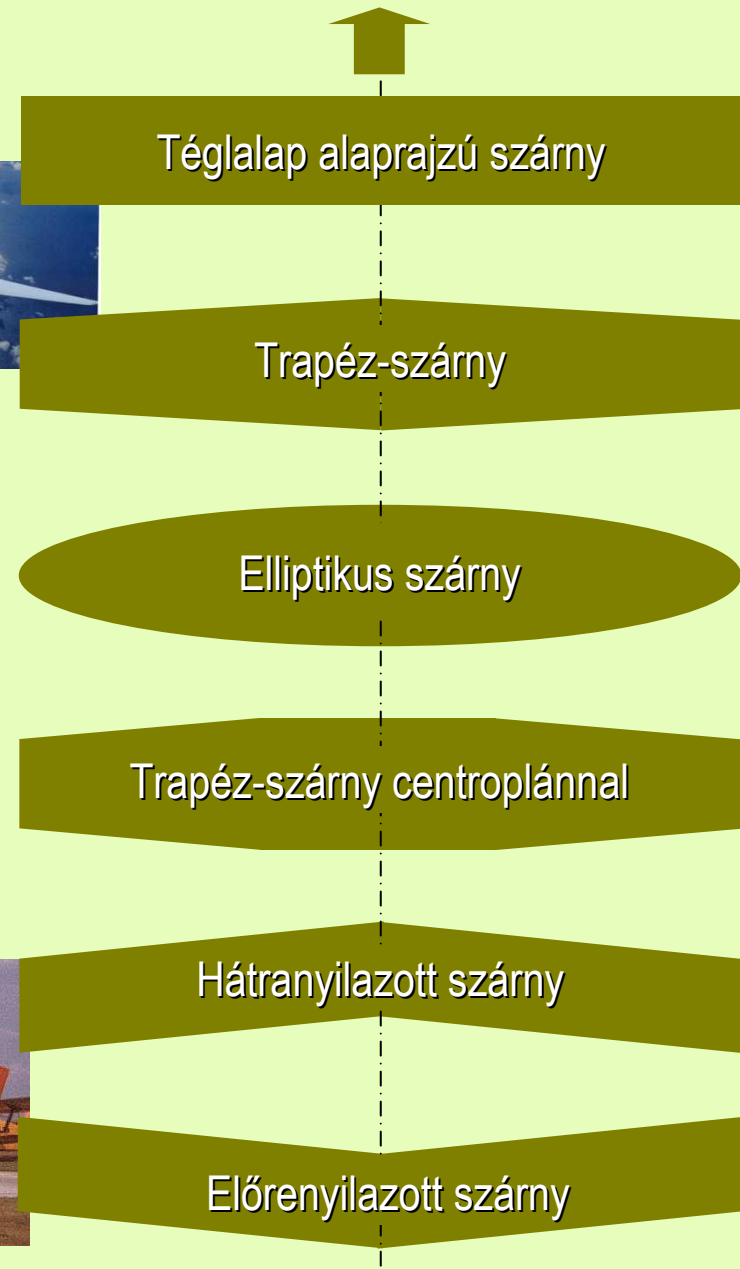 Téglalap alaprajzú szárny
Trapéz-szárny
Elliptikus szárny
Trapéz-szárny centroplánnal
Hátranyilazott szárny
Előrenyilazott szárny